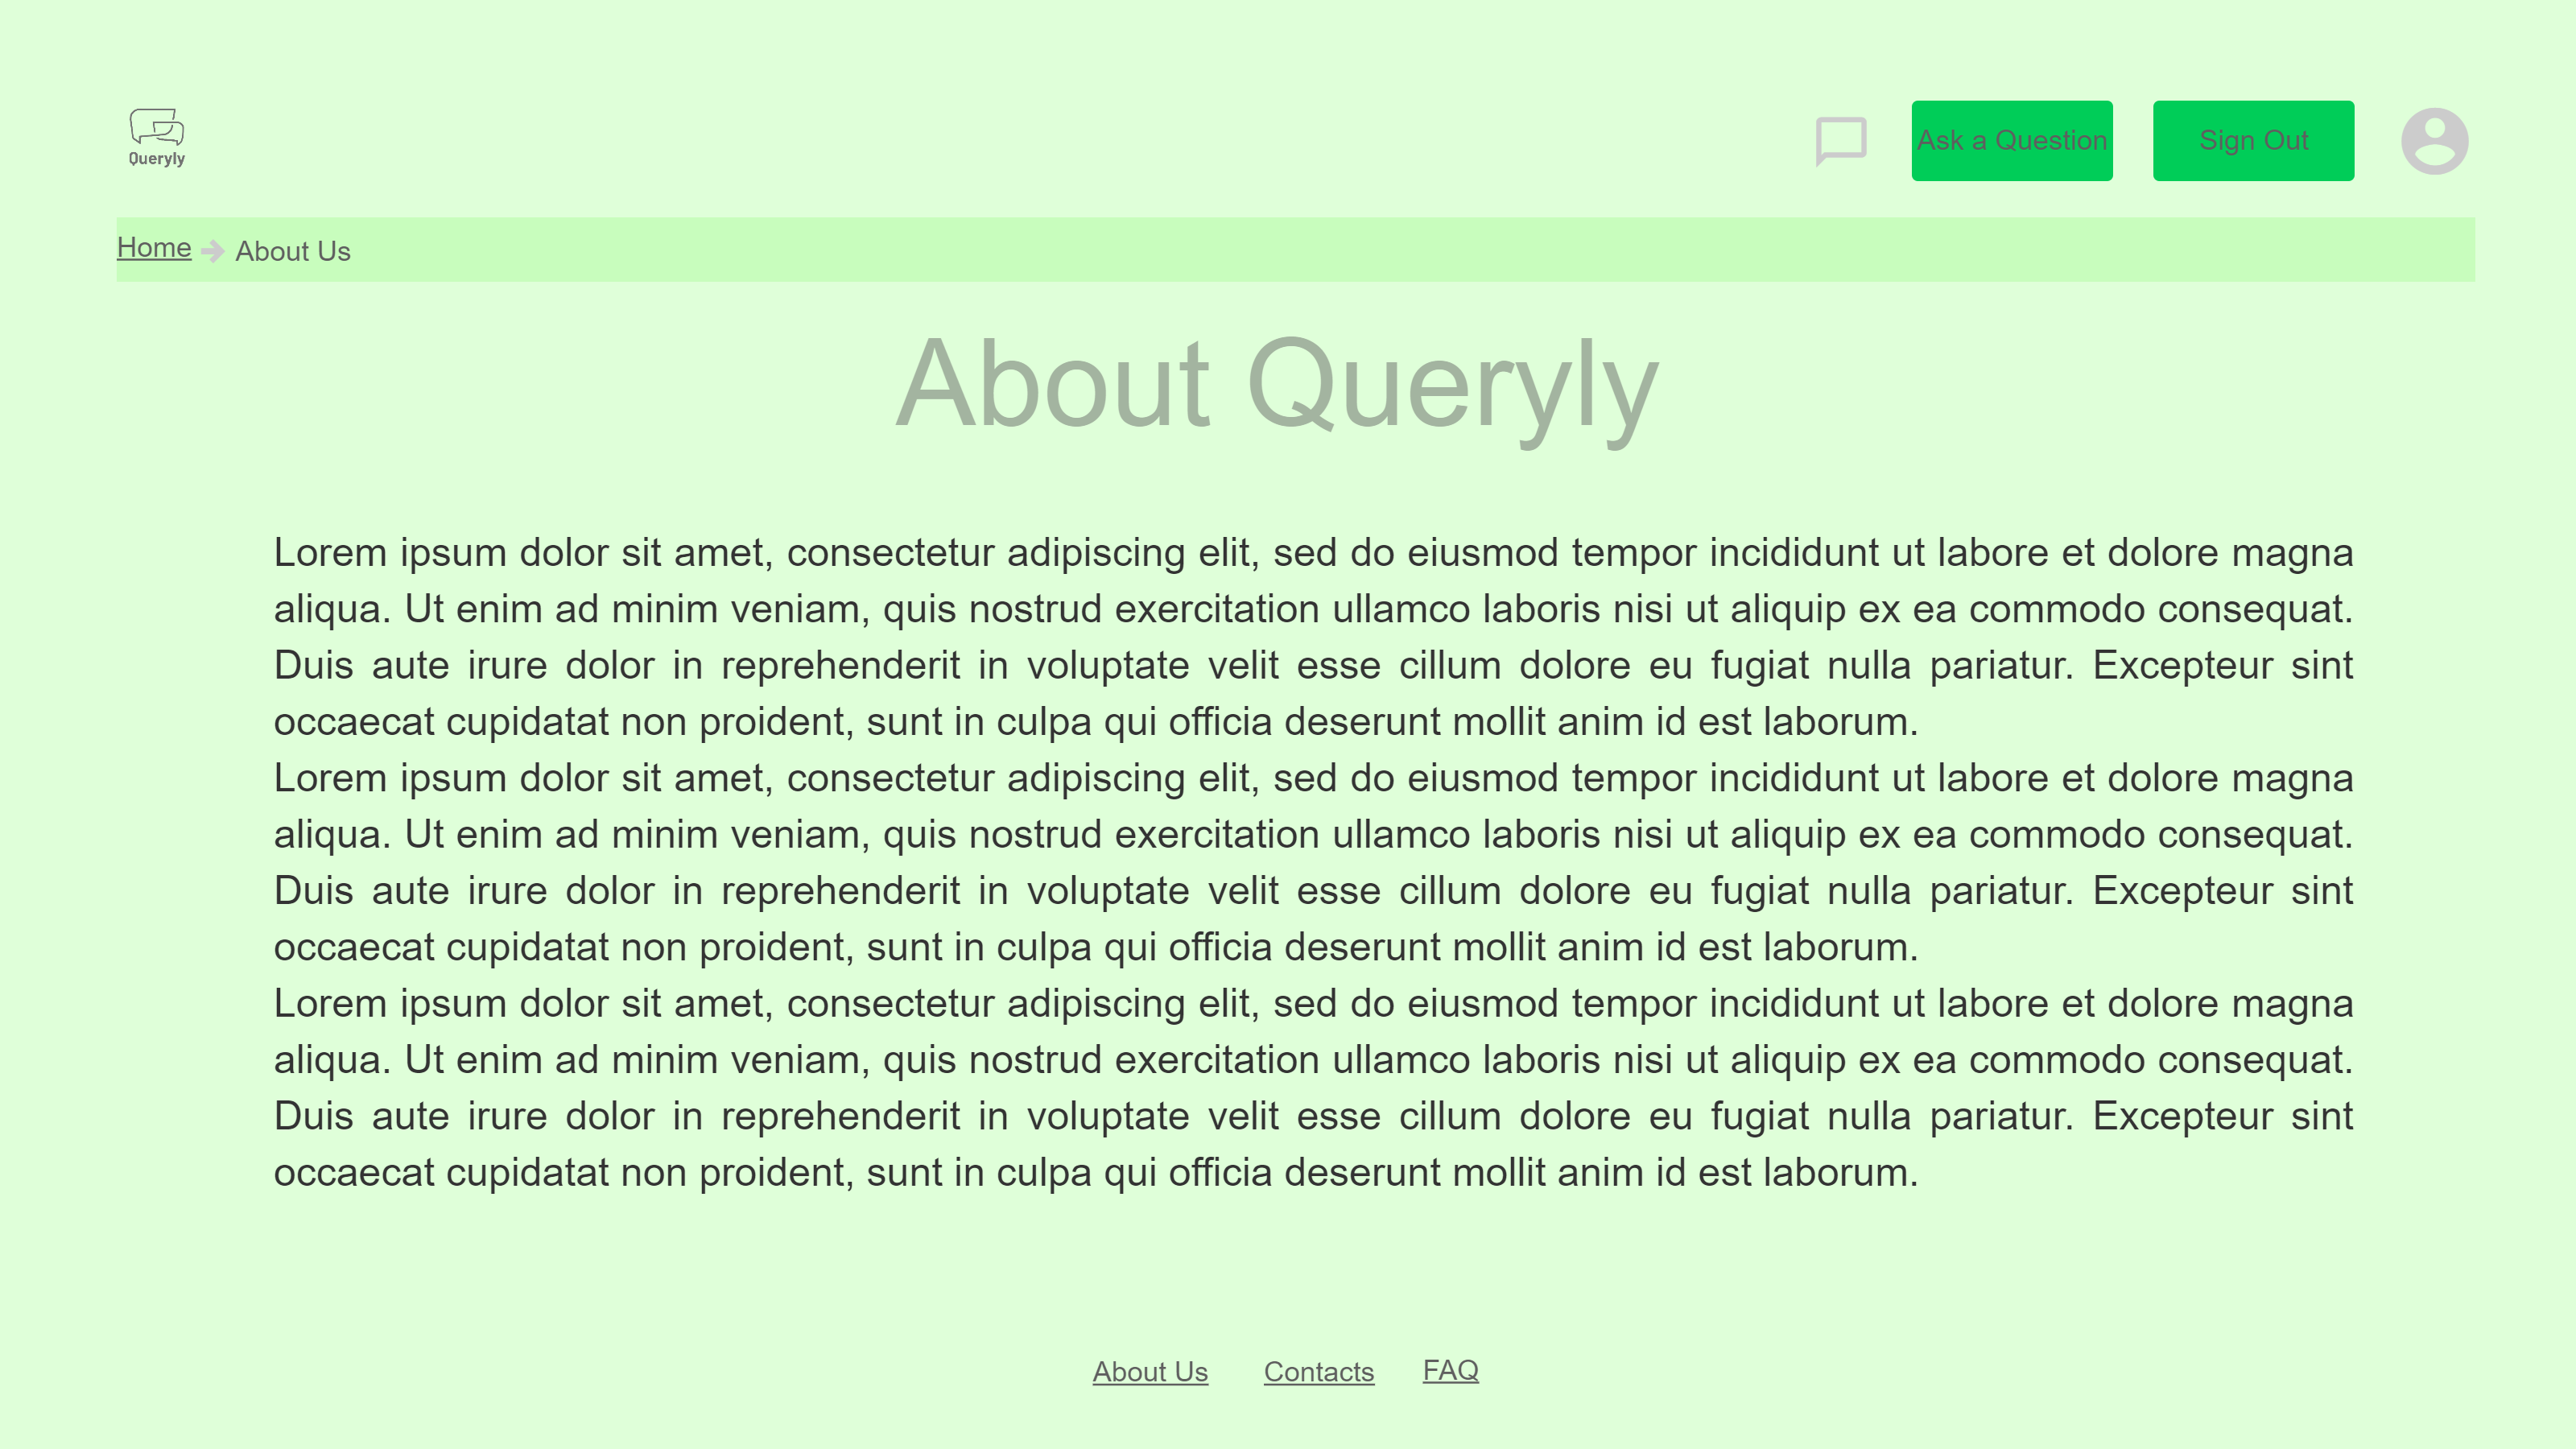 Queryly
Ask a Question
Sign Out
Home
About Us
About Queryly
Lorem ipsum dolor sit amet, consectetur adipiscing elit, sed do eiusmod tempor incididunt ut labore et dolore magna
aliqua. Ut enim ad minim veniam, quis nostrud exercitation ullamco laboris nisi ut aliquip ex ea commodo consequat.
Duis aute irure dolor in reprehenderit in voluptate velit esse cillum dolore eu fugiat nulla pariatur. Excepteur sint
occaecat cupidatat non proident, sunt in culpa qui officia deserunt mollit anim id est laborum.
Lorem ipsum dolor sit amet, consectetur adipiscing elit, sed do eiusmod tempor incididunt ut labore et dolore magna
aliqua. Ut enim ad minim veniam, quis nostrud exercitation ullamco laboris nisi ut aliquip ex ea commodo consequat.
Duis aute irure dolor in reprehenderit in voluptate velit esse cillum dolore eu fugiat nulla pariatur. Excepteur sint
occaecat cupidatat non proident, sunt in culpa qui officia deserunt mollit anim id est laborum.
Lorem ipsum dolor sit amet, consectetur adipiscing elit, sed do eiusmod tempor incididunt ut labore et dolore magna
aliqua. Ut enim ad minim veniam, quis nostrud exercitation ullamco laboris nisi ut aliquip ex ea commodo consequat.
Duis aute irure dolor in reprehenderit in voluptate velit esse cillum dolore eu fugiat nulla pariatur. Excepteur sint
occaecat cupidatat non proident, sunt in culpa qui officia deserunt mollit anim id est laborum.
About Us
Contacts
FAQ